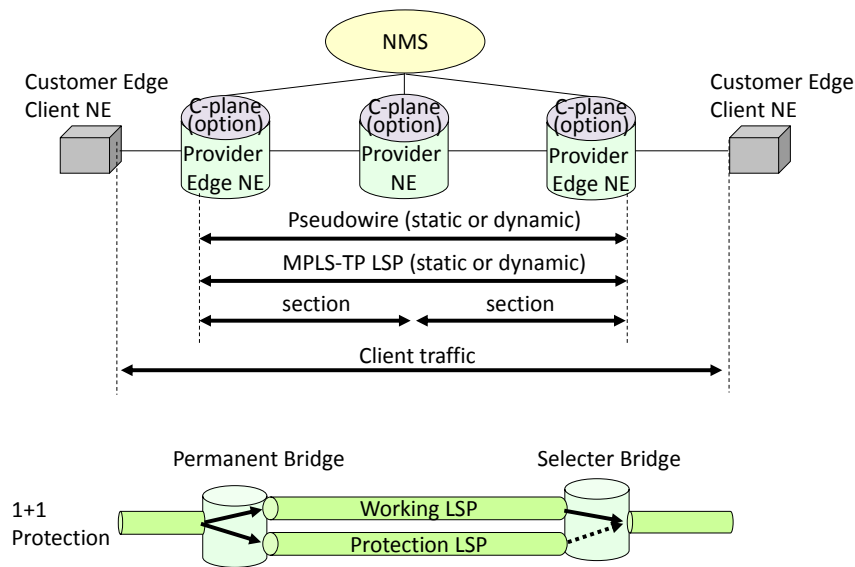 NMS
Customer Edge
Client NE
Customer Edge
Client NE
C-plane
(option)
C-plane
(option)
C-plane
(option)
Provider
Edge NE
Provider
NE
Provider
Edge NE
Pseudowire (static or dynamic)
MPLS-TP LSP (static or dynamic)
section
section
Client traffic
Permanent Bridge
Selecter Bridge
1+1
Protection
Working LSP
Protection LSP